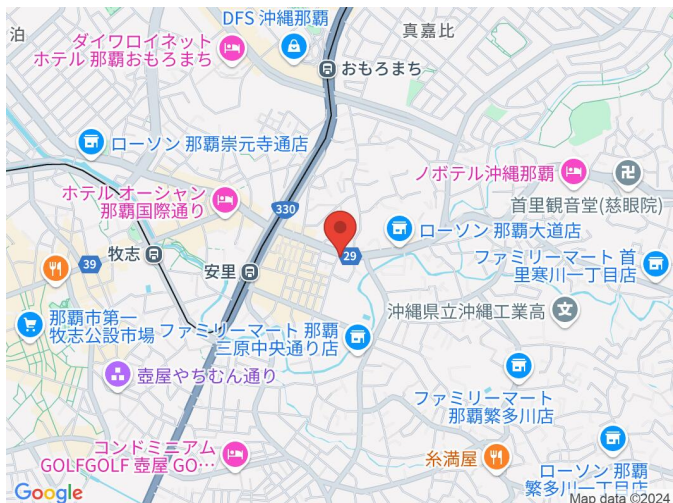 泊
DFS 沖縄那覇
真嘉比
ダイワロイネット
ホテル 那覇おもろまち
おもろまち
ローソン 那覇崇元寺通店
ノボテル沖縄那覇
首里観音堂(慈眼院)
ホテル オーシャン
那覇国際通り
330
ローソン 那覇大道店
牧志
39
安里
29
ファミリーマート 首
里寒川一丁目店
沖縄県立沖縄工業高
那覇市第一
牧志公設市場
ファミリーマート 那覇
三原中央通り店
壺屋やちむん通り
ファミリーマート
那覇繁多川店
コンドミニアム
GOLFGOLF 壺屋 GO…
糸満屋
ローソン 那覇
繁多川一丁目店
Google
Map data ©2024